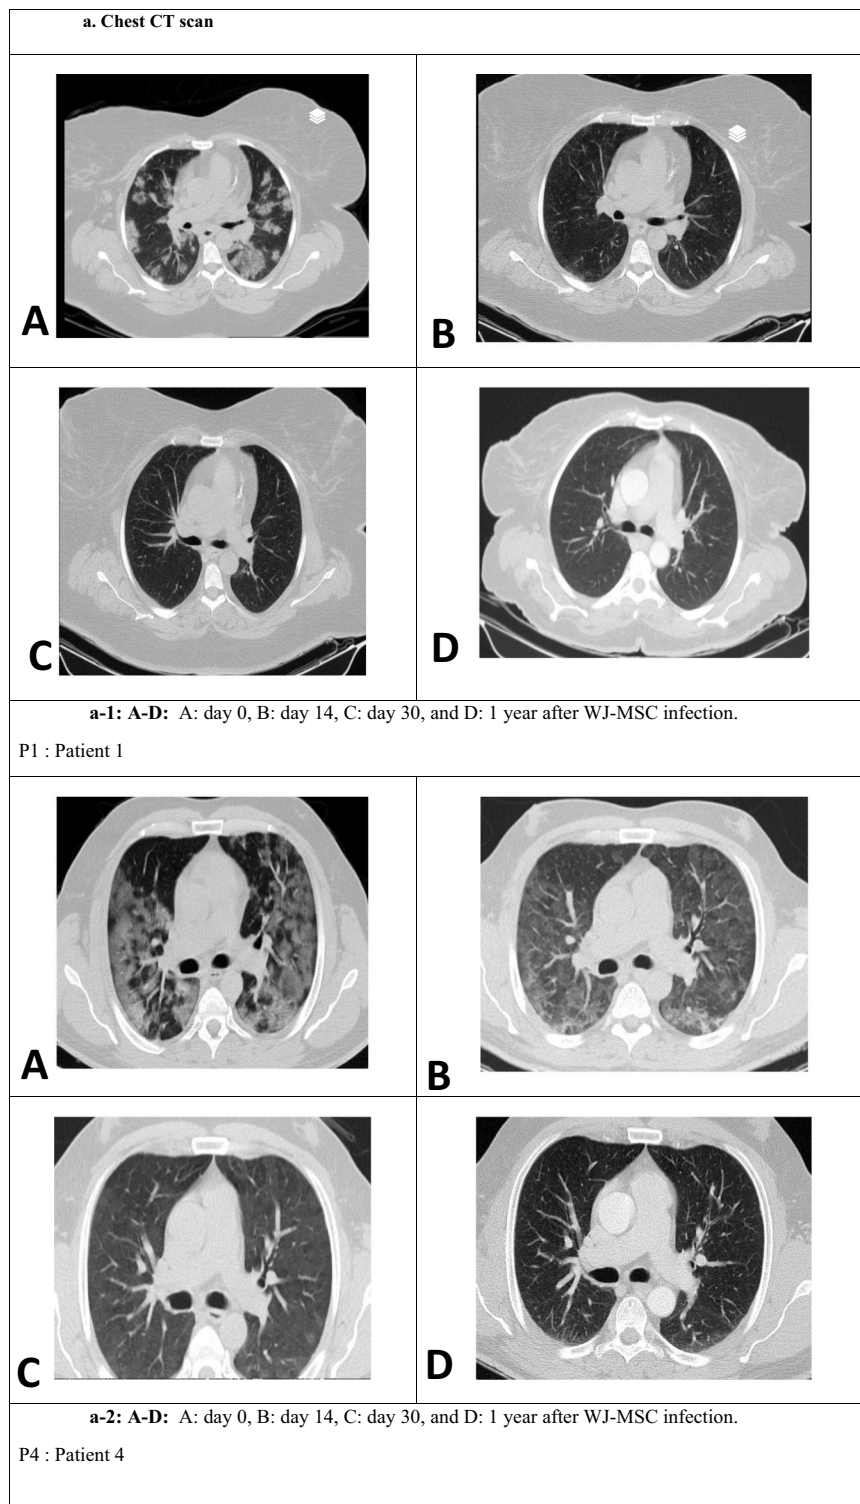 a. Chest CT scan
A
B
C
D
a-1: A-D: A: day 0, B: day 14, C: day 30, and D: 1 year after WJ-MSC infection.
P1 : Patient 1
A
B
C
D
a-2: A-D: A: day 0, B: day 14, C: day 30, and D: 1 year after WJ-MSC infection.
P4 : Patient 4